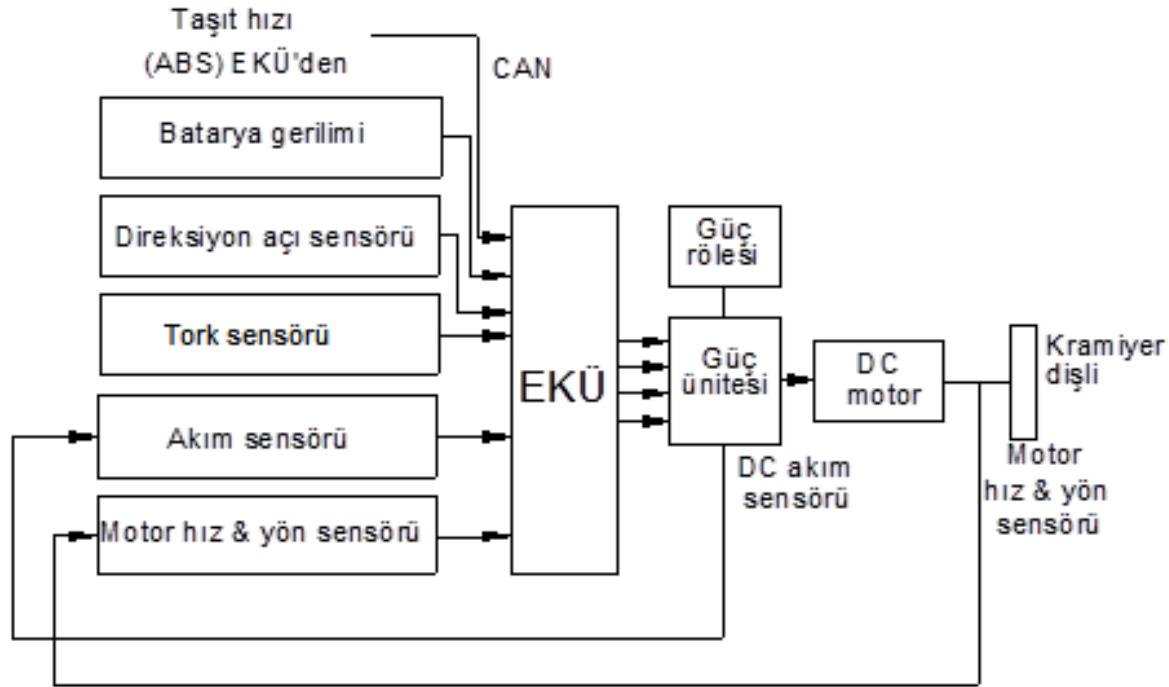 Taşıt hızı
(ABS) EKÜ'den
CAN
Batarya gerilimi
Direksiyon açı sensörü
Tork sensörü
Akım sensörü
Motor hız & yön sensörü
EKÜ
Güç
rölesi
Güç
ünitesi
DC akım
sensörü
DC
motor
Kramiyer
dişli
Motor
hız & yön
sensörü